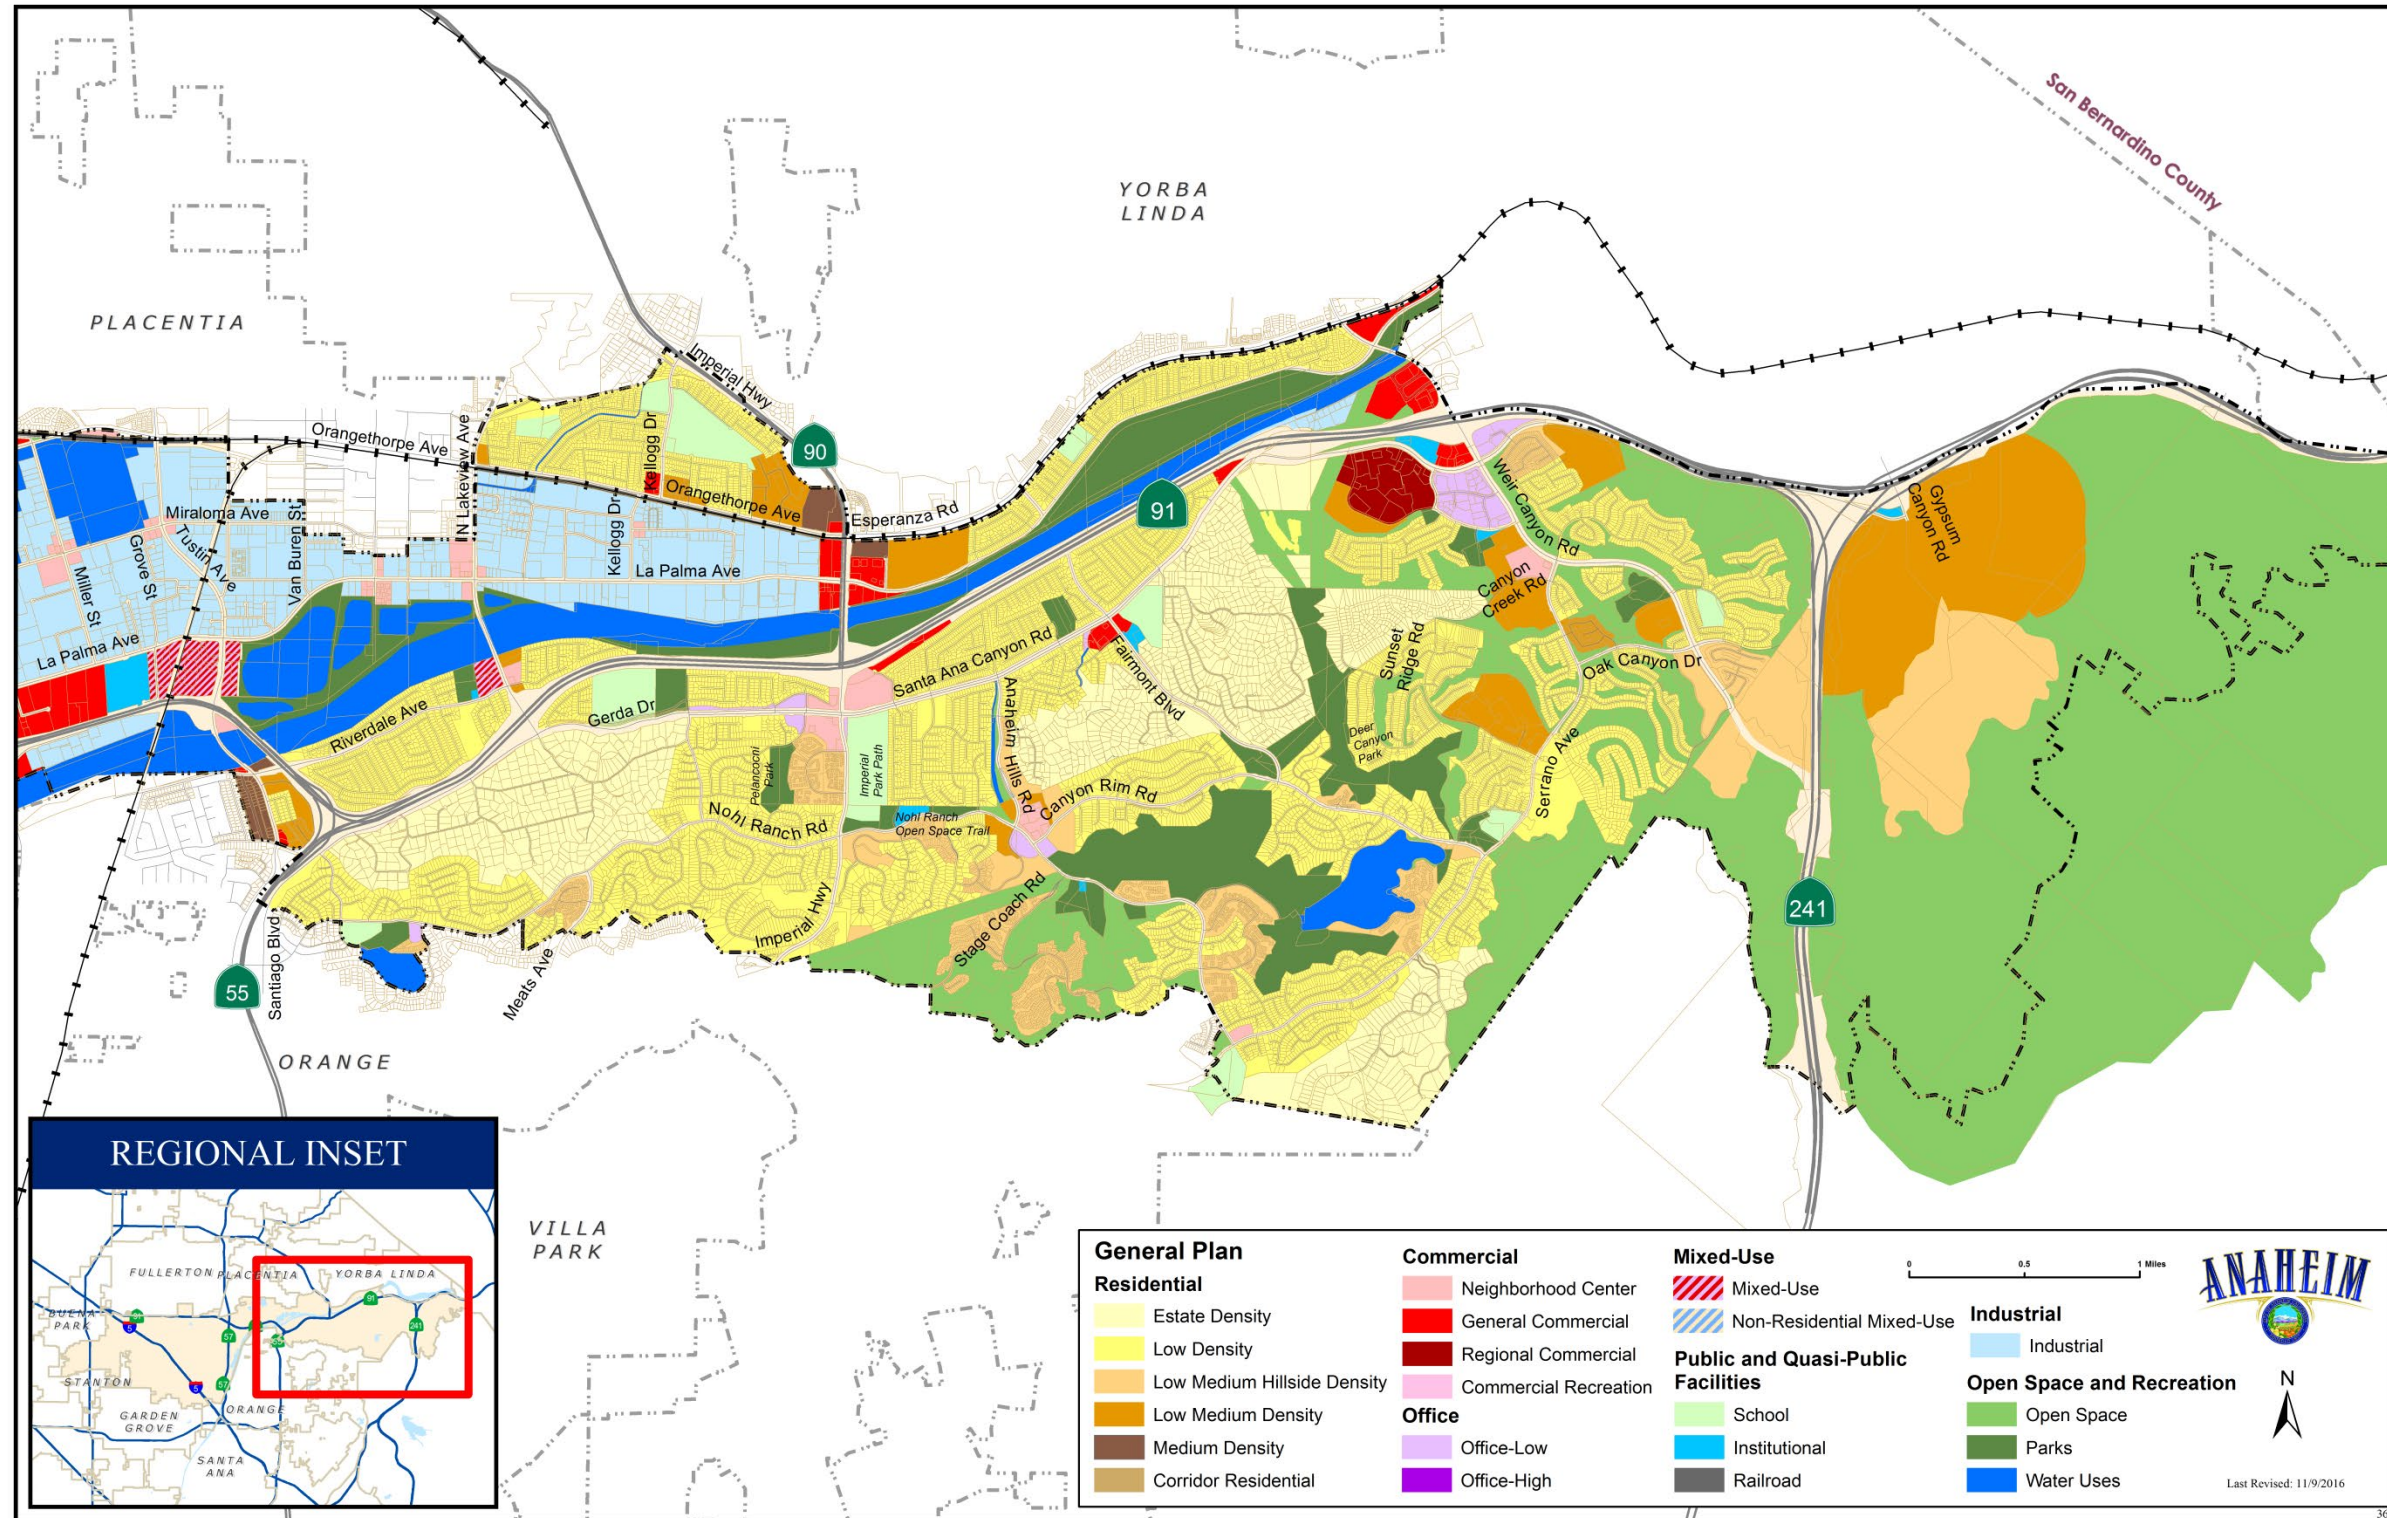 San Bernardino County
YORBA
LINDA
PLACENTIA
Imperial Hwy
Orangethorpe Ave
N Lakeview Ave
Kellogg Dr
90
Orangethorpe Ave
Esperanza Rd
91
Weir Canyon Rd
Gypsum
Canyon Rd
Miraloma Ave
Tustin Ave
Grove St
Van Buren St
Miller St
Kellogg Dr
La Palma Ave
La Palma Ave
Canyon
Creek Rd
Santa Ana Canyon Rd
Fairmont Blvd
Sunset
Ridge Rd
Oak Canyon Dr
Riverdale Ave
Gerda Dr
Anaheim Hills Rd
Pelanconi
Park
Imperial
Park Path
Deer
Canyon
Park
Serrano Ave
Nohl Ranch Rd
Nohl Ranch
Open Space Trail
Canyon Rim Rd
Imperial Hwy
Stage Coach Rd
241
55
Santiago Blvd
Meats Ave
ORANGE
VILLA
PARK
REGIONAL INSET
FULLERTON
PLACENTIA
YORBA LINDA
BUENA
PARK
91
5
57
91
241
55
STANTON
57
5
GARDEN
GROVE
ORANGE
SANTA
ANA
General Plan
Residential
Estate Density
Low Density
Low Medium Hillside Density
Low Medium Density
Medium Density
Corridor Residential
Commercial
Neighborhood Center
General Commercial
Regional Commercial
Commercial Recreation
Office
Office-Low
Office-High
Mixed-Use
Mixed-Use
Non-Residential Mixed-Use
Public and Quasi-Public
Facilities
School
Institutional
Railroad
0 0.5 1 Miles
Industrial
Industrial
Open Space and Recreation
Open Space
Parks
Water Uses
ANAHEIM
N
Last Revised: 11/9/2016
36